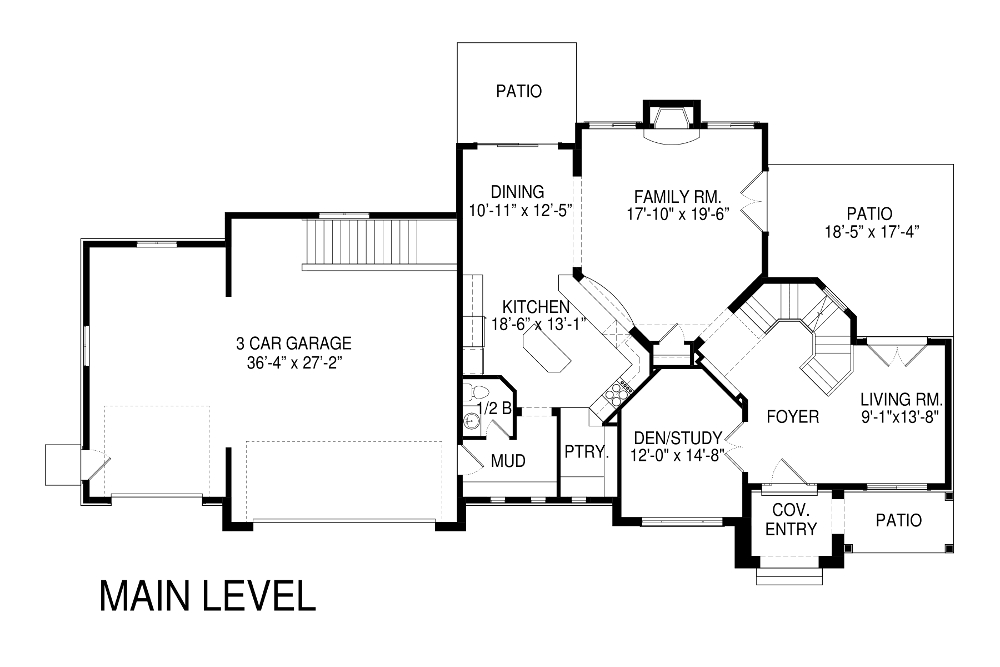 PATIO
DINING
10'-11" x 12'-5"
FAMILY RM.
17'-10" x 19'-6"
PATIO
18'-5" x 17'-4"
KITCHEN
18'-6" x 13'-1"
3 CAR GARAGE
36'-4" x 27'-2"
LIVING RM.
9'-1"x13'-8"
1/2 B
FOYER
DEN/STUDY
12'-0" x 14'-8"
MUD
PTRY.
COV.
ENTRY
PATIO
MAIN LEVEL